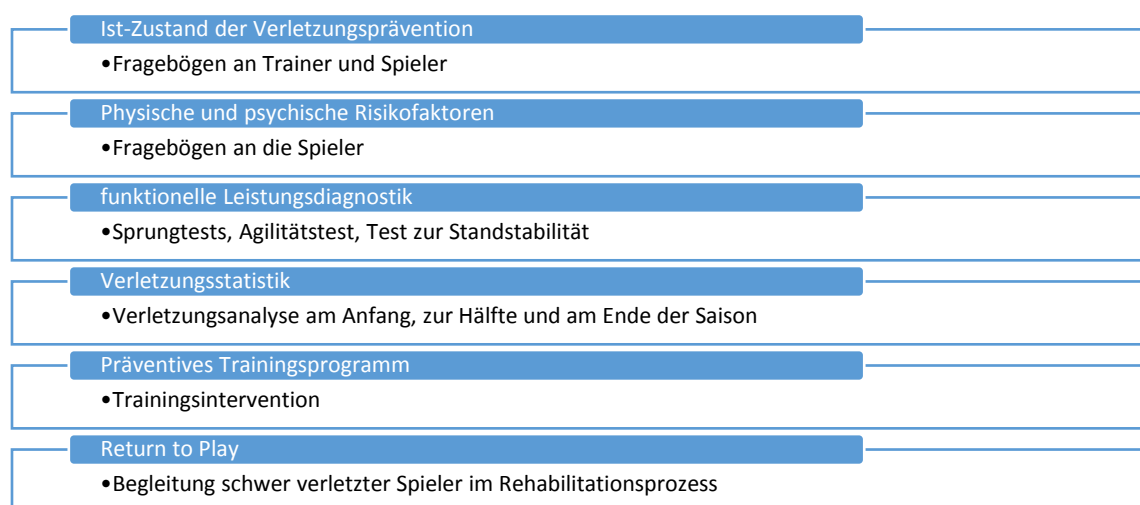 Ist-Zustand der Verletzungsprävention
•Fragebögen an Trainer und Spieler
Physische und psychische Risikofaktoren
•Fragebögen an die Spieler
funktionelle Leistungsdiagnostik
•Sprungtests, Agilitätstest, Test zur Standstabilität
Verletzungsstatistik
•Verletzungsanalyse am Anfang, zur Hälfte und am Ende der Saison
Präventives Trainingsprogramm
•Trainingsintervention
Return to Play
•Begleitung schwer verletzter Spieler im Rehabilitationsprozess